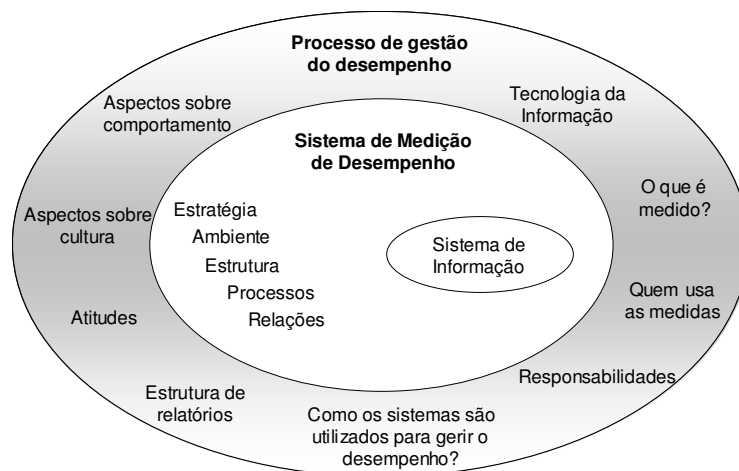 Processo de gestão
do desempenho
Aspectos sobre
comportamento
Tecnologia da
Informação
Sistema de Medição
de Desempenho
O que é
medido?
Aspectos sobre
cultura
Estratégia
Ambiente
Estrutura
Processos
Relações
Sistema de
Informação
Quem usa
as medidas
Atitudes
Responsabilidades
Estrutura de
relatórios
Como os sistemas são
utilizados para gerir o
desempenho?